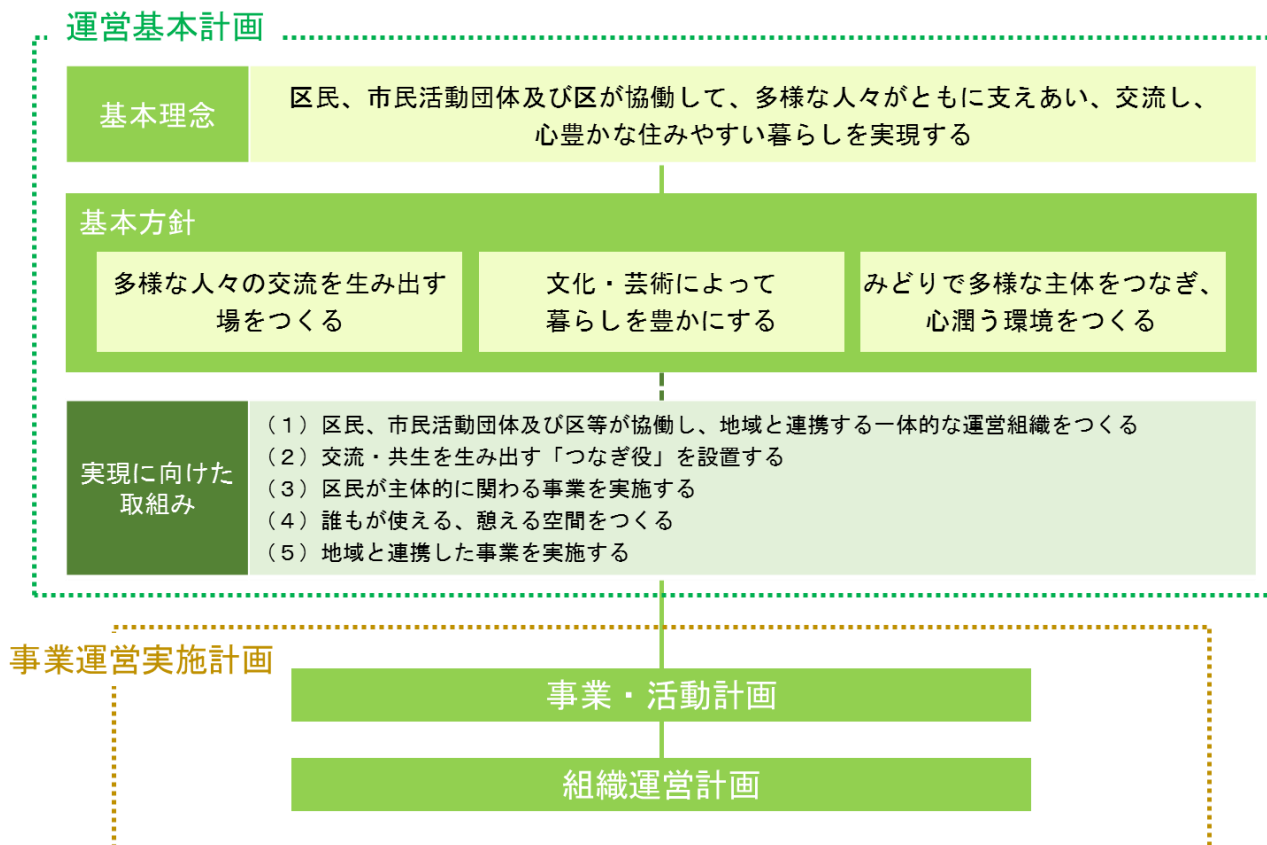 運営基本計画
基本理念
区民、市民活動団体及び区が協働して、多様な人々がともに支えあい、交流し、
心豊かな住みやすい暮らしを実現する
基本方針
多様な人々の交流を生み出す
場をつくる
文化・芸術によって
暮らしを豊かにする
みどりで多様な主体をつなぎ、
心潤う環境をつくる
実現に向けた
取組み
（１）区民、市民活動団体及び区等が協働し、地域と連携する一体的な運営組織をつくる
（２）交流・共生を生み出す「つなぎ役」を設置する
（３）区民が主体的に関わる事業を実施する
（４）誰もが使える、憩える空間をつくる
（５）地域と連携した事業を実施する
事業運営実施計画
事業・活動計画
組織運営計画